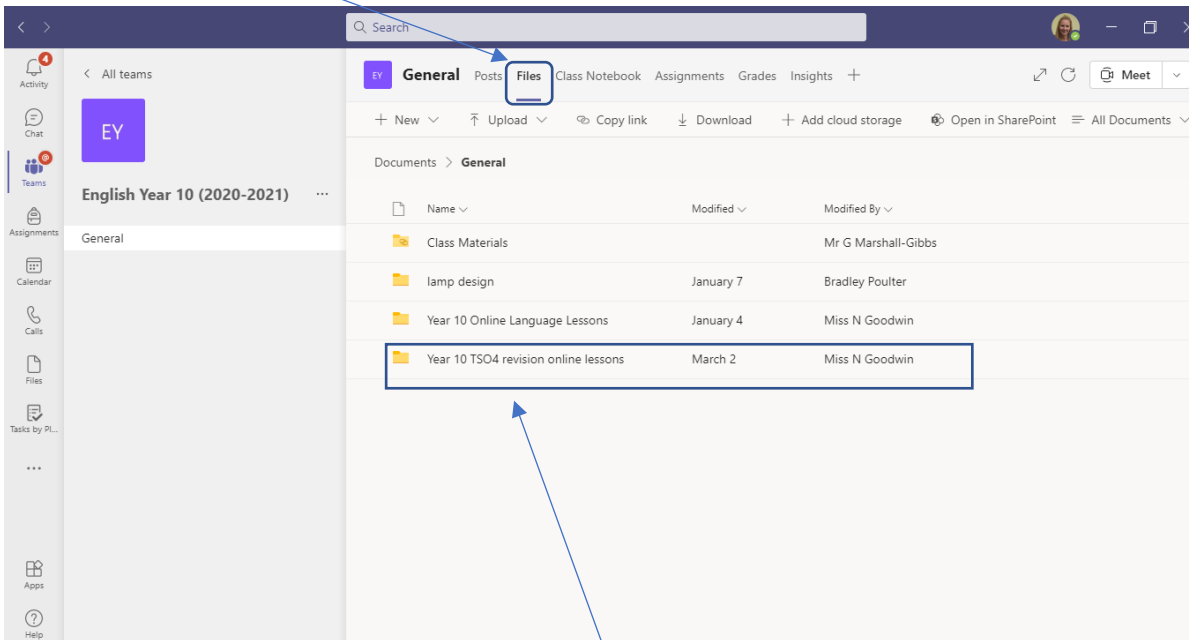 Search
4
Activity
Chat
Teams
Assignments
Calendar
Calls
Files
Tasks by Pl...
...
Apps
Help
All teams
EY
English Year 10 (2020-2021) ...
General
EY General Posts Files Class Notebook Assignments Grades Insights + Meet
+ New Upload Copy link Download + Add cloud storage Open in SharePoint All Documents
Documents > General
Name Modified Modified By
Class Materials Mr G Marshall-Gibbs
lamp design January 7 Bradley Poulter
Year 10 Online Language Lessons January 4 Miss N Goodwin
Year 10 TSO4 revision online lessons March 2 Miss N Goodwin